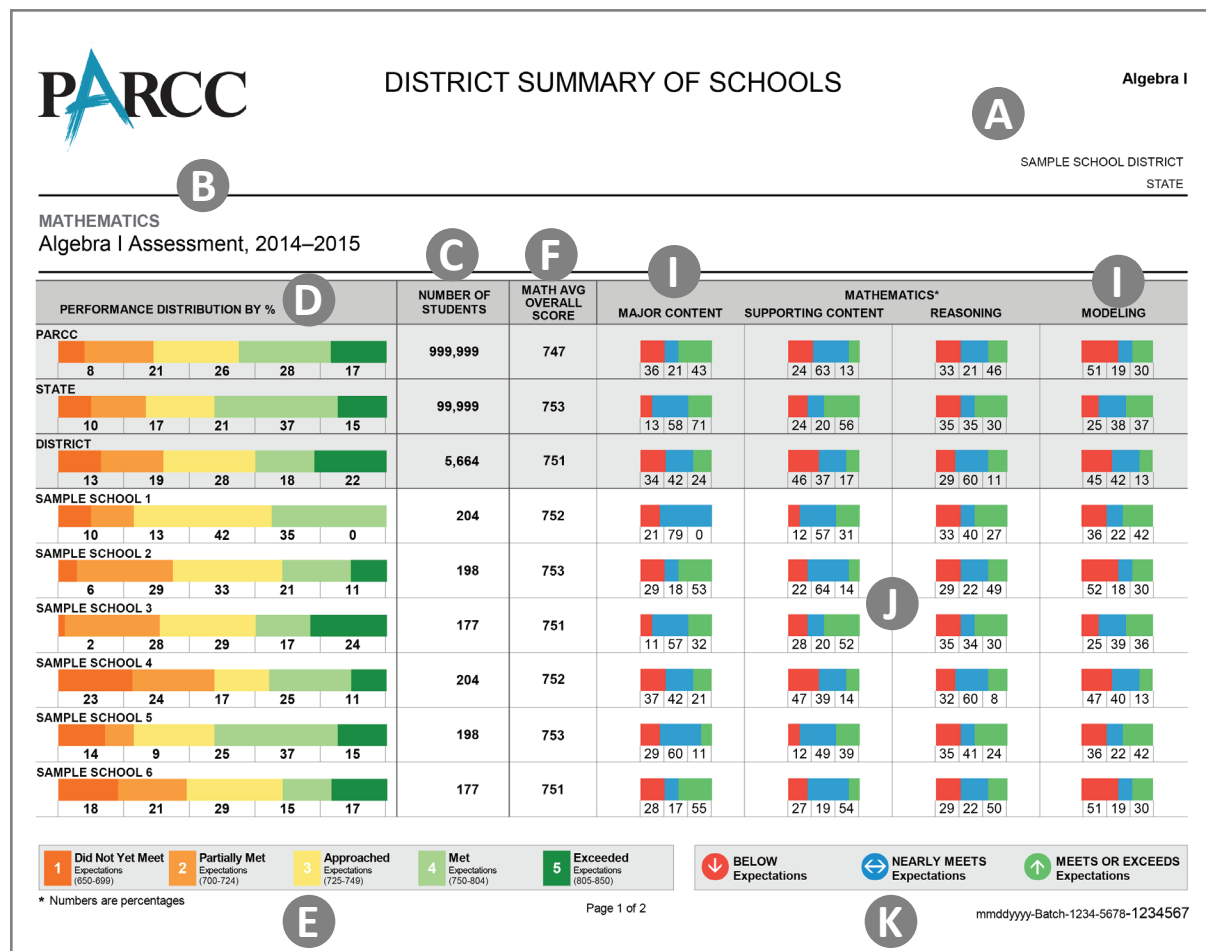 PARCC
DISTRICT SUMMARY OF SCHOOLS
Algebra I
A
SAMPLE SCHOOL DISTRICT
STATE
B
MATHEMATICS
Algebra I Assessment, 2014–2015
C
F
I
I
D
PERFORMANCE DISTRIBUTION BY %
NUMBER OF
STUDENTS
MATH AVG
OVERALL
SCORE
MATHEMATICS*
MAJOR CONTENT
SUPPORTING CONTENT
REASONING
MODELING
PARCC
999,999 747
8 21 26 28 17 36 21 43 24 63 13 33 21 46 51 19 30
STATE
99,999 753
10 17 21 37 15 13 58 71 24 20 56 35 35 30 25 38 37
DISTRICT
5,664 751
13 19 28 18 22 34 42 24 46 37 17 29 60 11 45 42 13
SAMPLE SCHOOL 1
204 752
10 13 42 35 0 21 79 0 12 57 31 33 40 27 36 22 42
SAMPLE SCHOOL 2
198 753
6 29 33 21 11 29 18 53 22 64 14 29 22 49 52 18 30
J
SAMPLE SCHOOL 3
177 751
2 28 29 17 24 11 57 32 28 20 52 35 34 30 25 39 36
SAMPLE SCHOOL 4
204 752
23 24 17 25 11 37 42 21 47 39 14 32 60 8 47 40 13
SAMPLE SCHOOL 5
198 753
14 9 25 37 15 29 60 11 12 49 39 35 41 24 36 22 42
SAMPLE SCHOOL 6
177 751
18 21 29 15 17 28 17 55 27 19 54 29 22 50 51 19 30
1 Did Not Yet Meet
Expectations
(650-699)
2 Partially Met
Expectations
(700-724)
3 Approached
Expectations
(725-749)
4 Met
Expectations
(750-804)
5 Exceeded
Expectations
(805-850)
BELOW
Expectations
NEARLY MEETS
Expectations
MEETS OR EXCEEDS
Expectations
* Numbers are percentages
E
Page 1 of 2
K
mmddyyyy-Batch-1234-5678-1234567